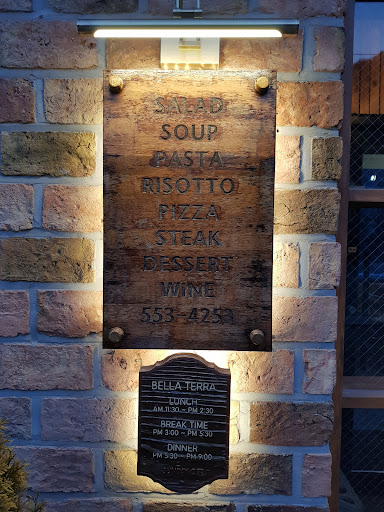 SALAD
SOUP
PASTA
RISOTTO
PIZZA
STEAK
DESSERT
WINE
553-4253
BELLA TERRA
LUNCH
AM 11:30 ~ PM 2:30
BREAK TIME
PM 3:00 ~ PM 5:30
DINNER
PM 5:30 ~ PM 9:00